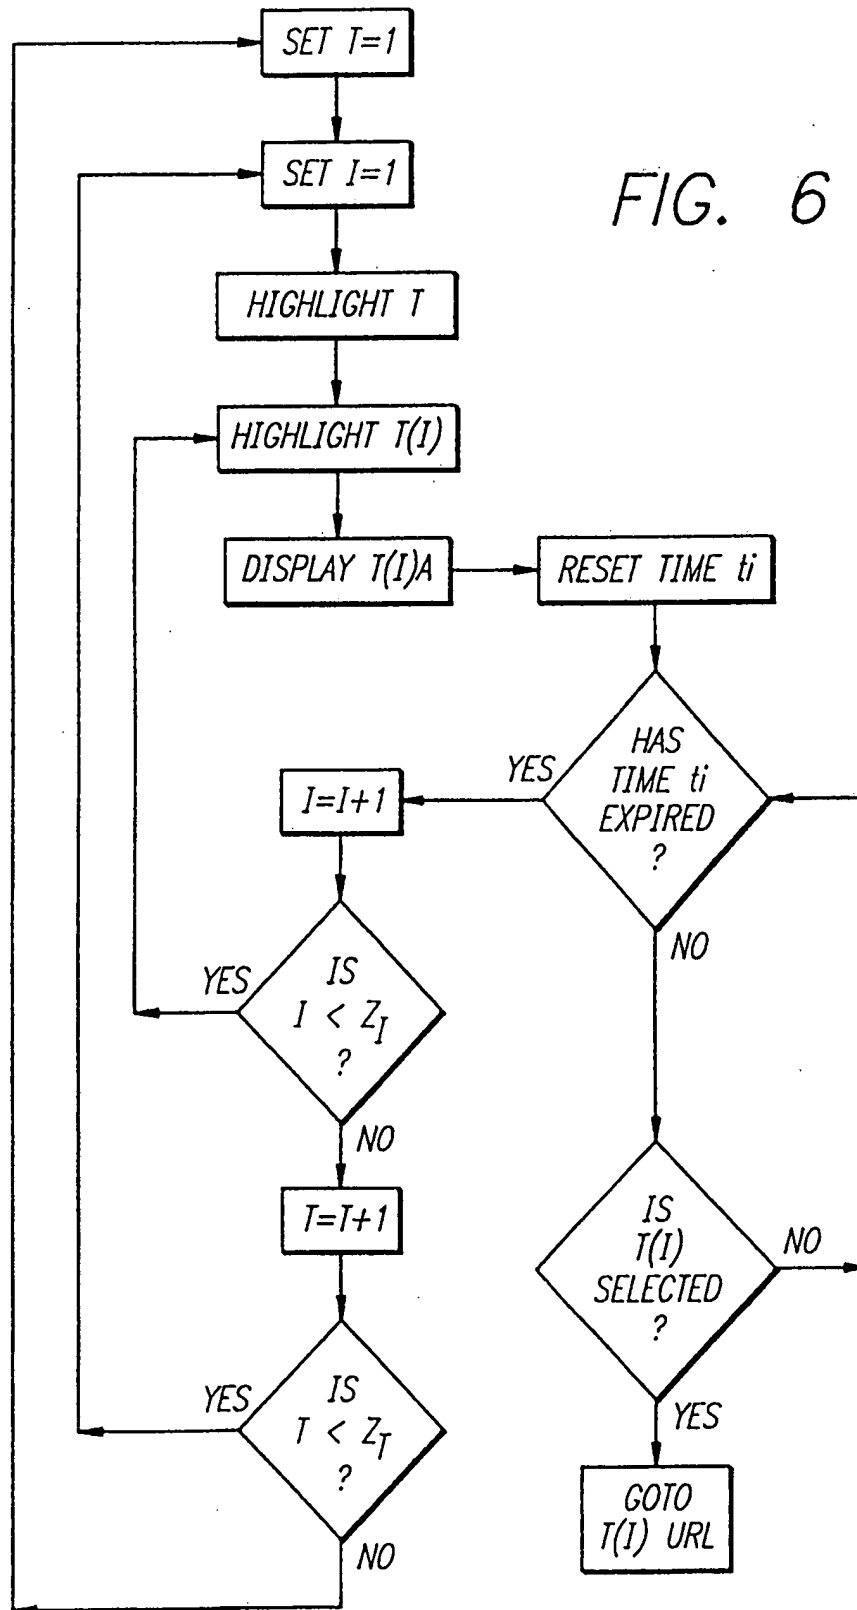 SET T=1
SET I=1
FIG. 6
HIGHLIGHT T
HIGHLIGHT T(I)
DISPLAY T(I)A
RESET TIME ti
HAS
TIME ti
EXPIRED
?
YES
NO
I=I+1
IS
I < Z_I
?
YES
NO
T=T+1
IS
T(I)
SELECTED
?
NO
YES
IS
T < Z_T
?
YES
NO
GOTO
T(I) URL